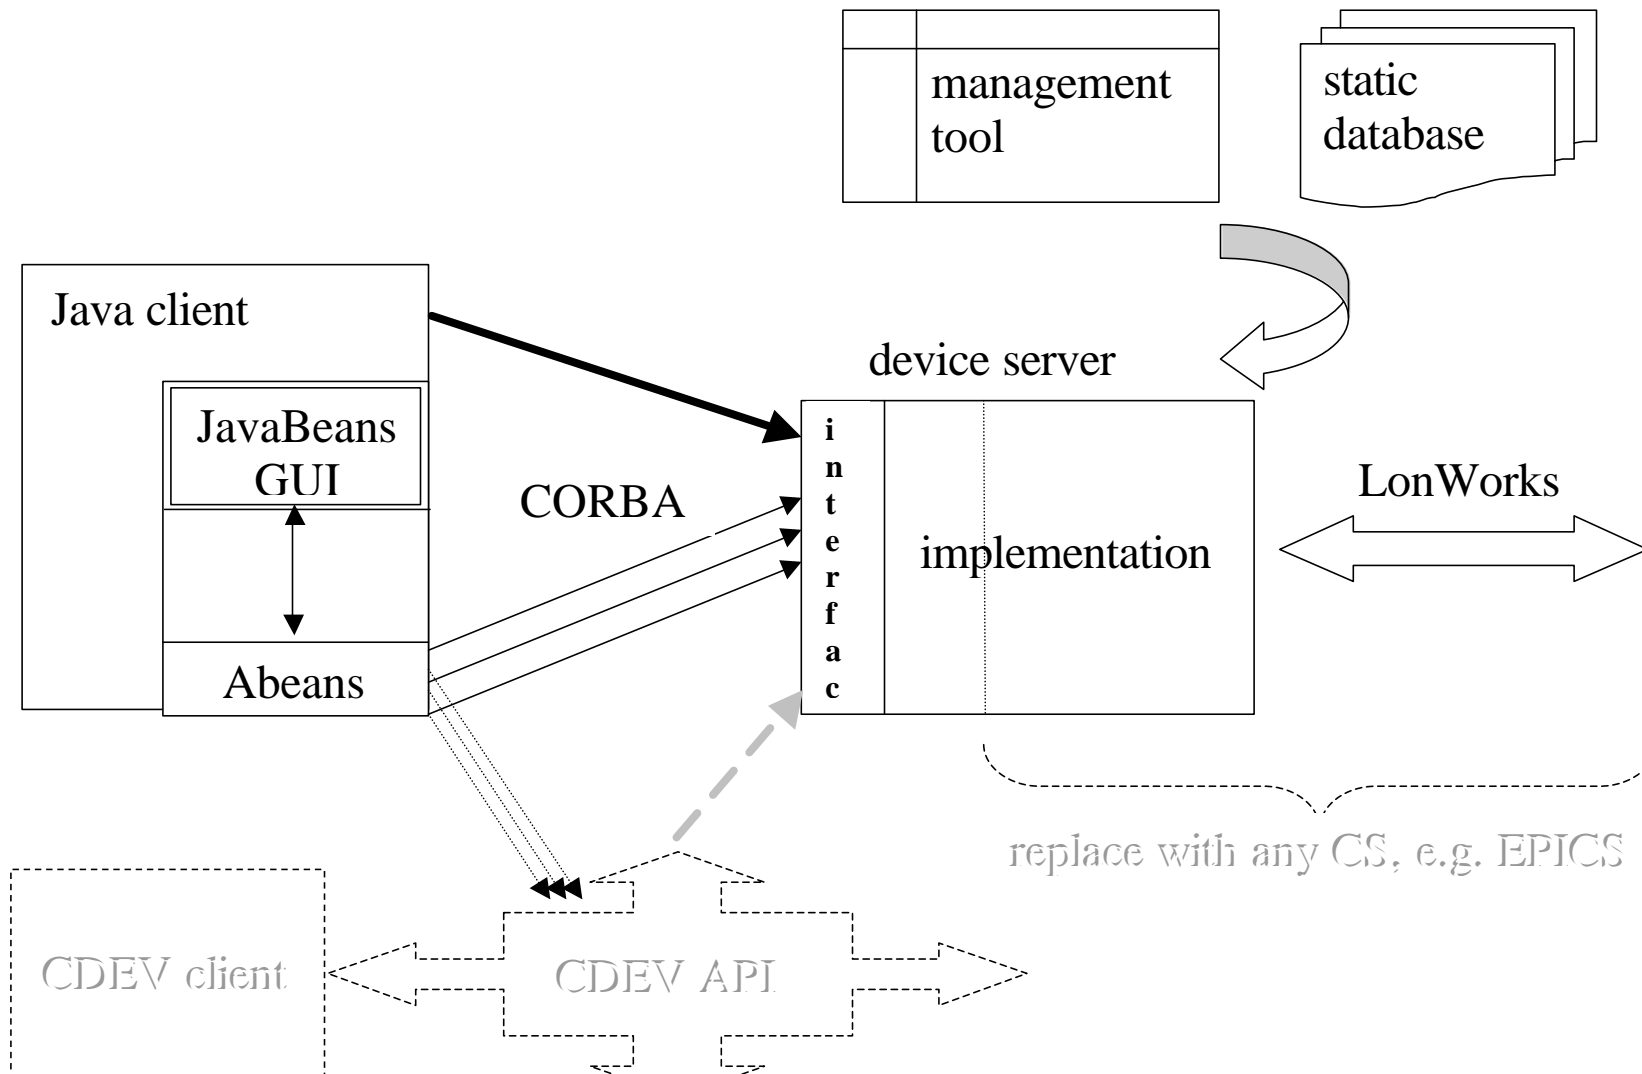 management
tool
static
database
Java client
device server
JavaBeans
GUI
CORBA
i
n
t
e
r
f
a
c
implementation
LonWorks
Abeans
replace with any CS, e.g. EPICS
CDEV client
CDEV API